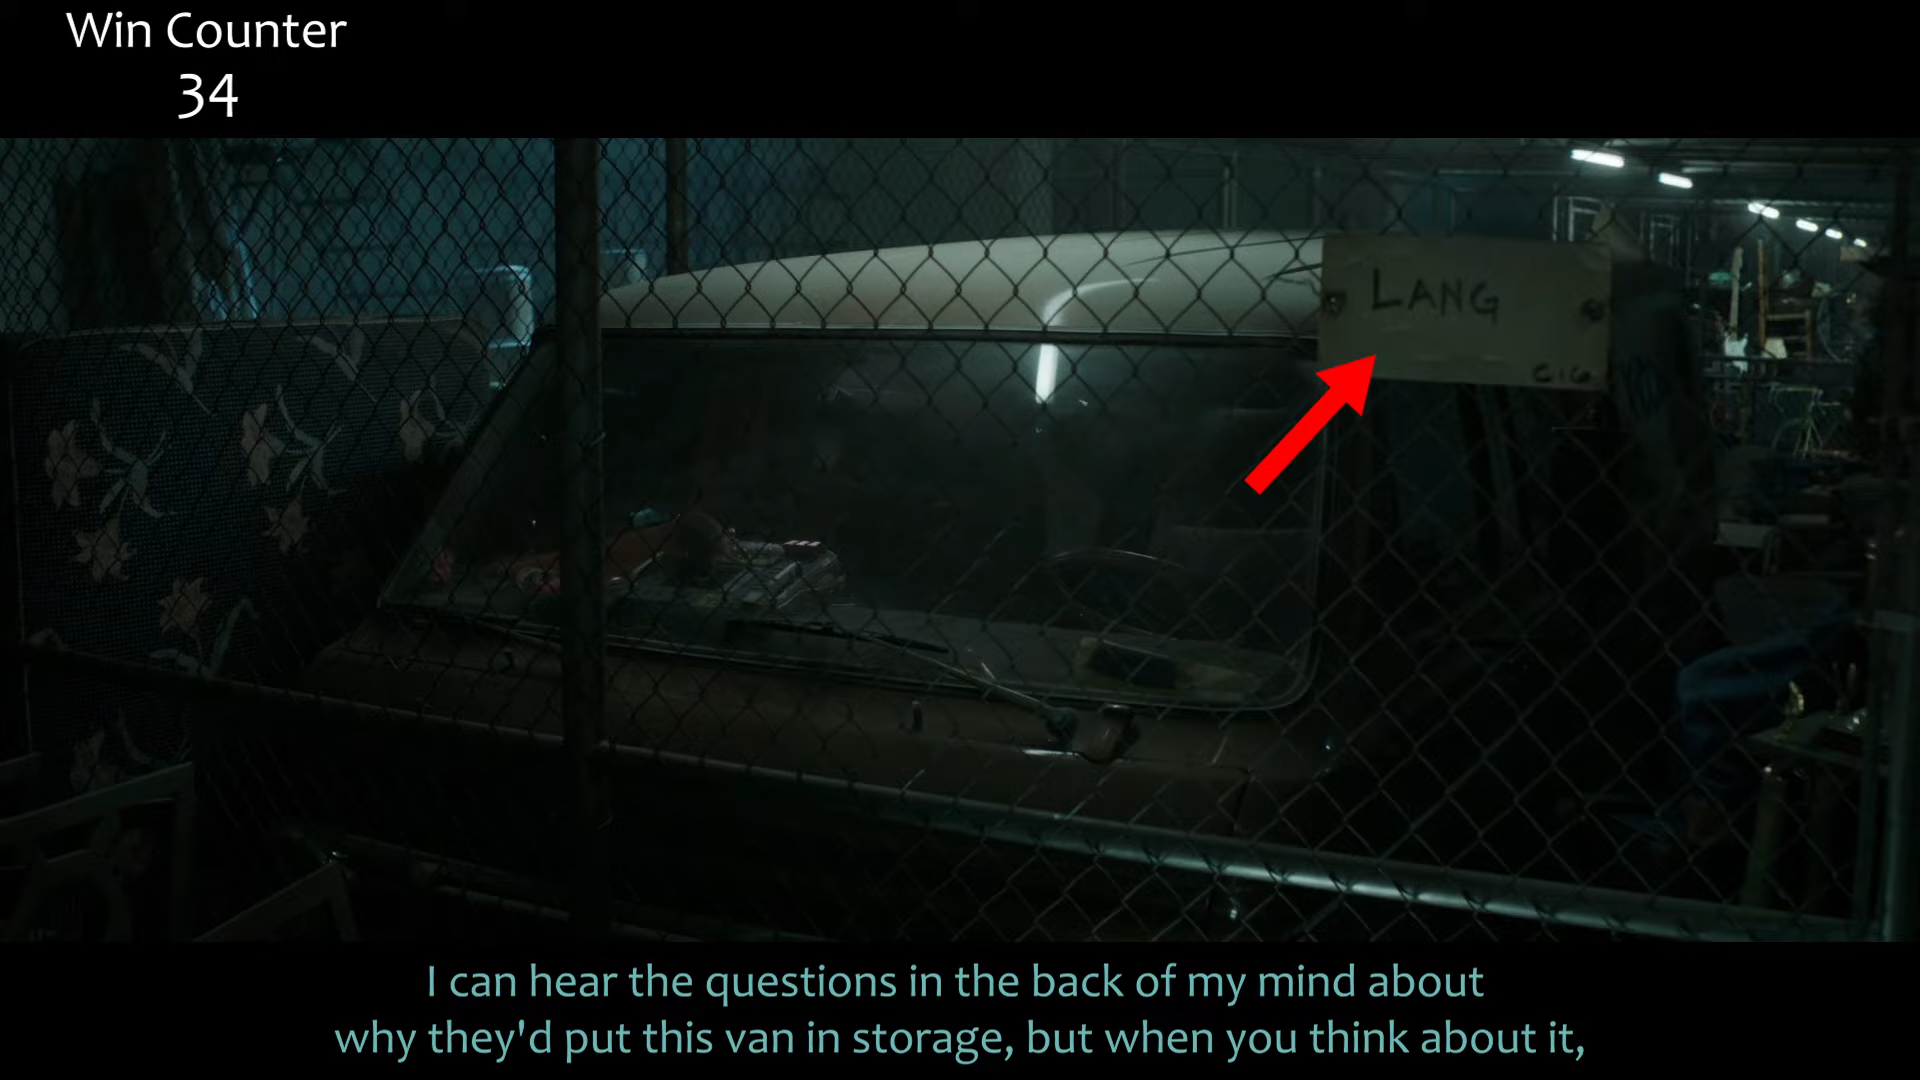 Win Counter
34
LANG
C16
I can hear the questions in the back of my mind about
why they'd put this van in storage, but when you think about it,